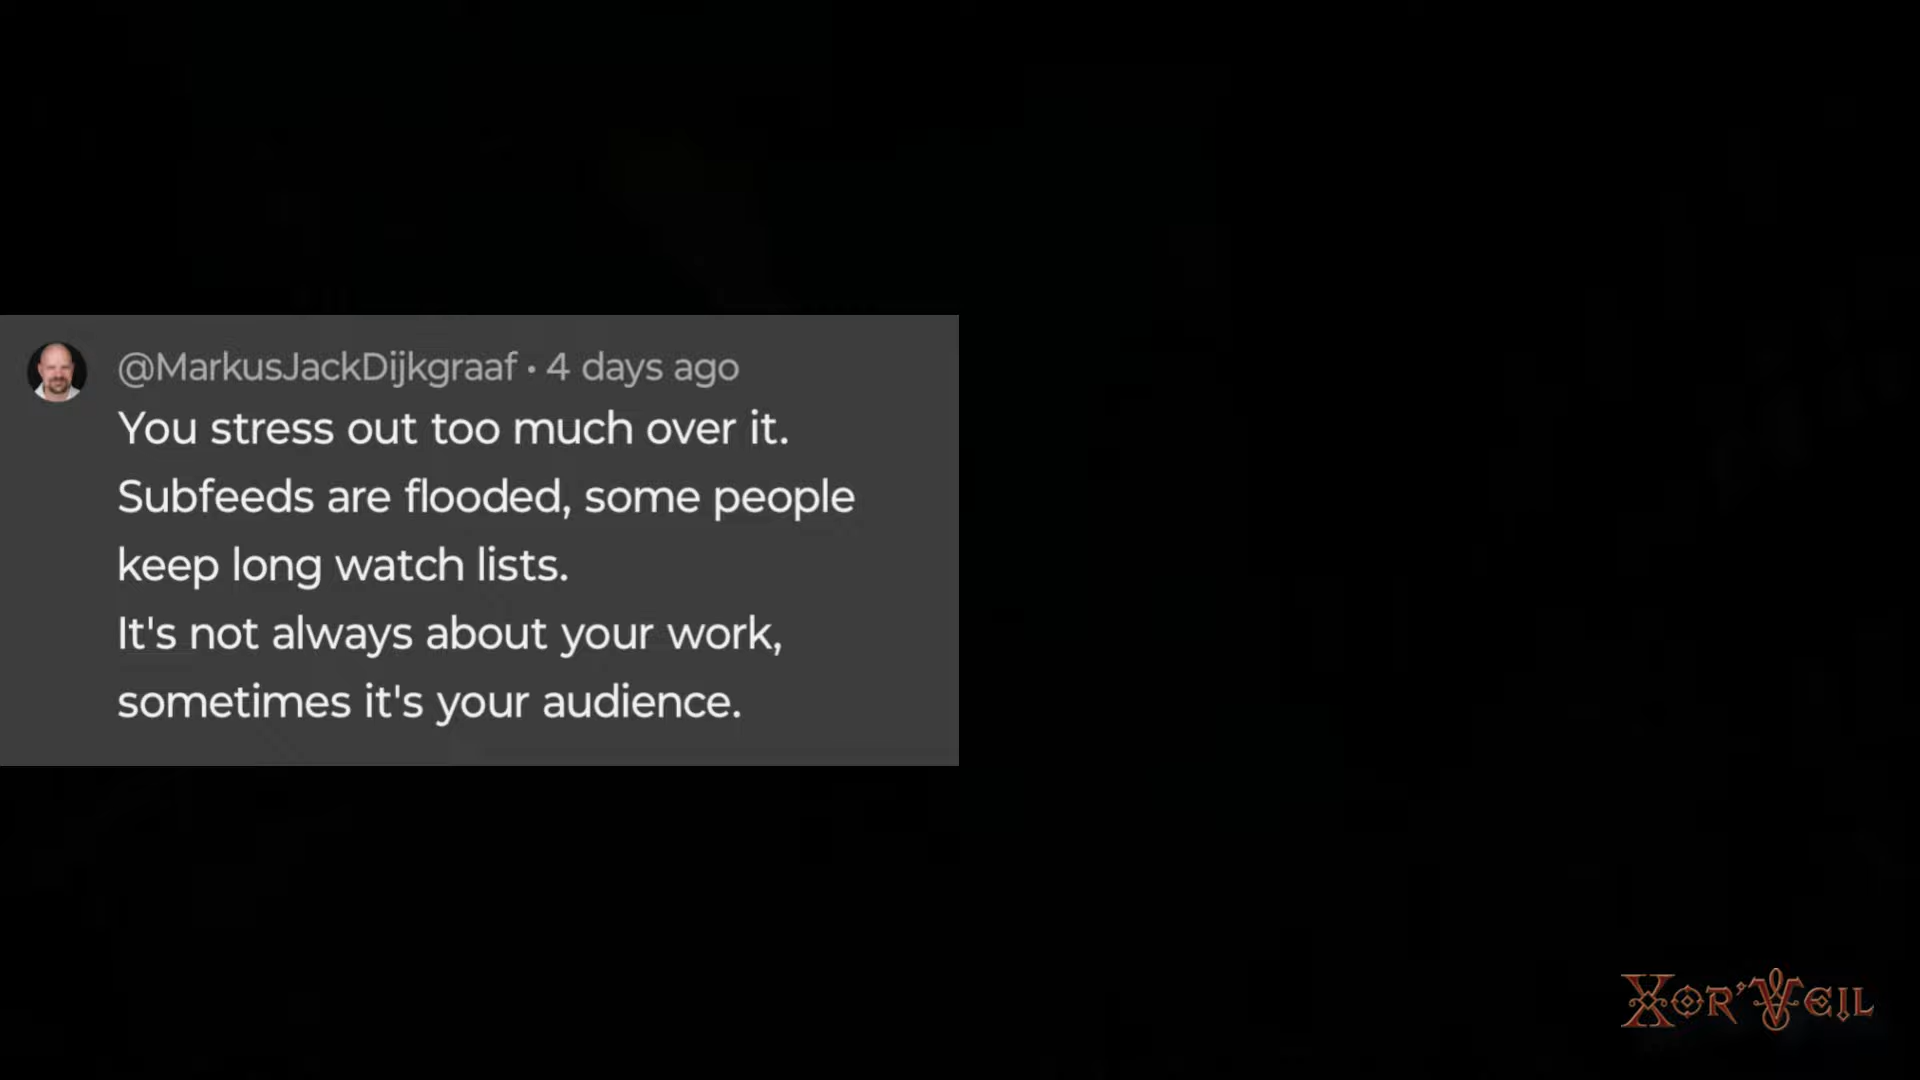 @MarkusJackDijkgraaf • 4 days ago
You stress out too much over it.
Subfeeds are flooded, some people
keep long watch lists.
It's not always about your work,
sometimes it's your audience.
Xor'Veil